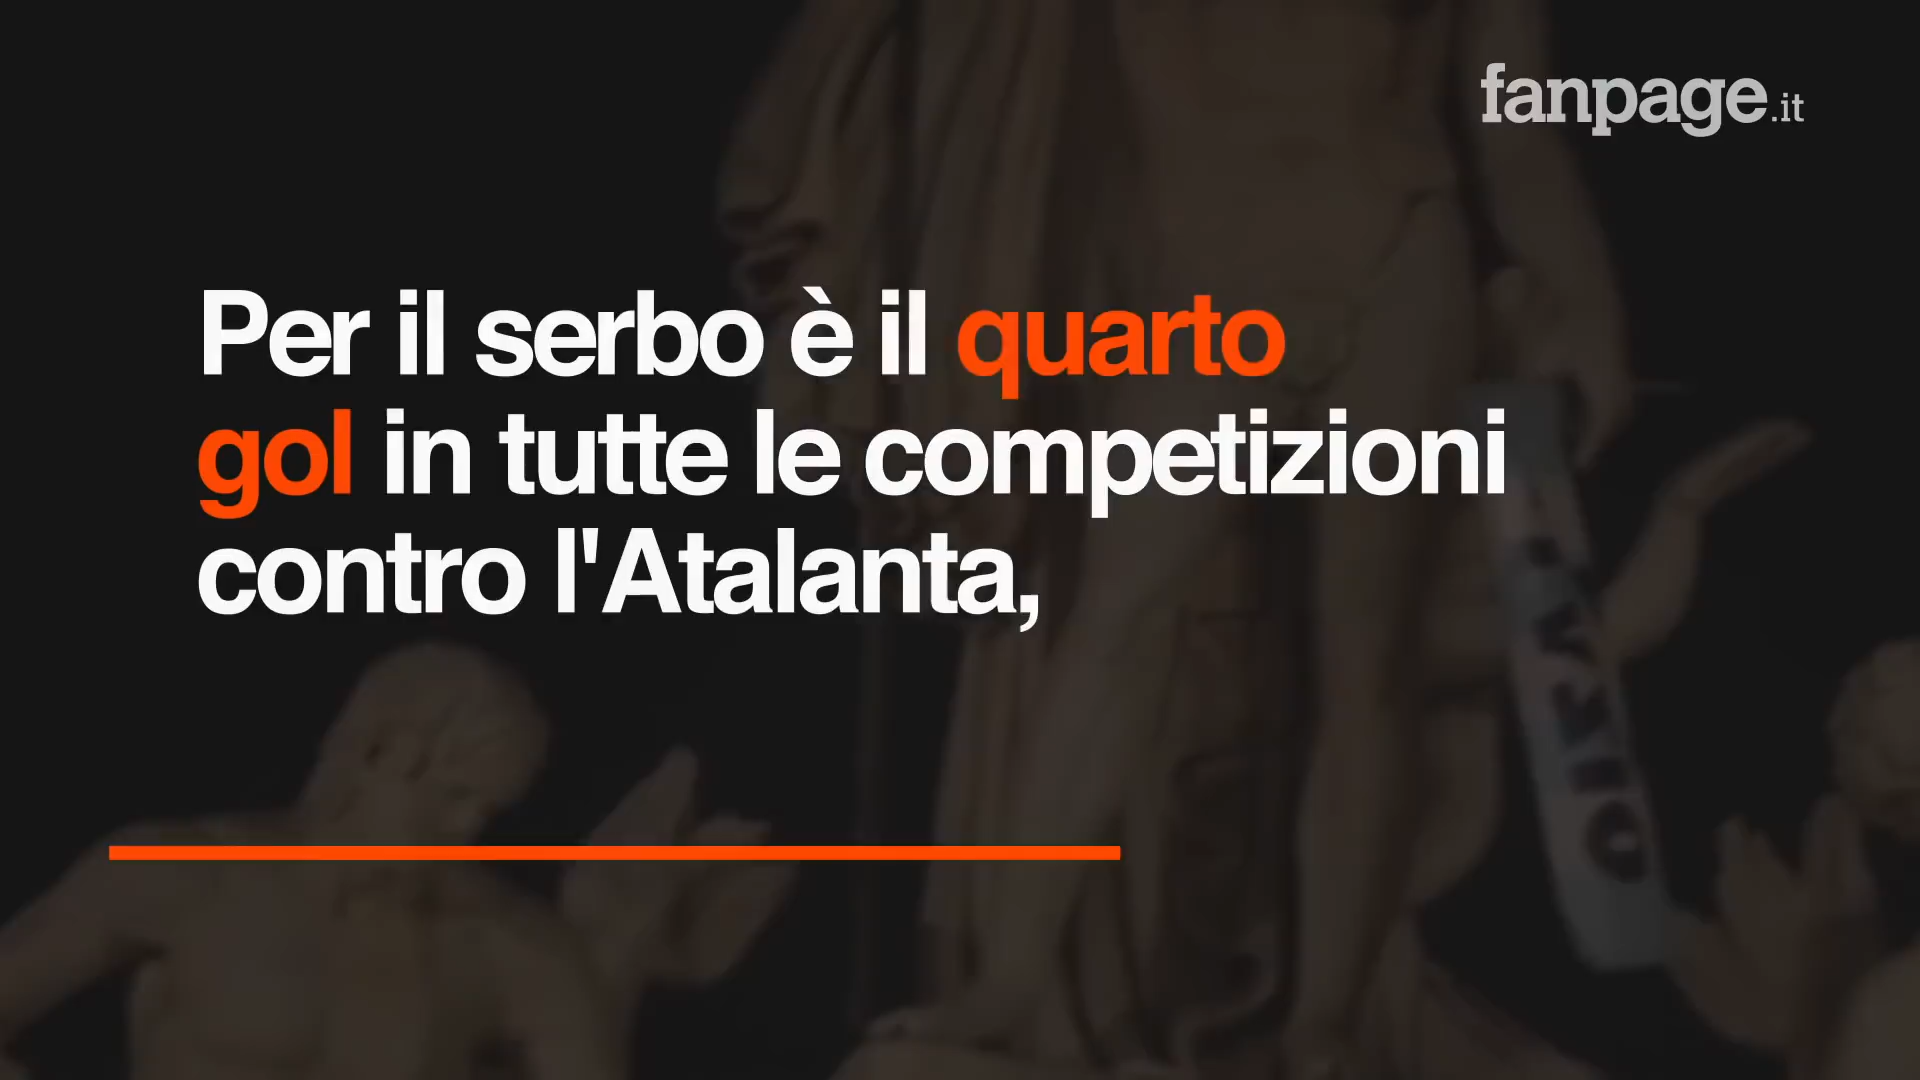 fanpage.it
Per il serbo è il quarto
gol in tutte le competizioni
contro l'Atalanta,